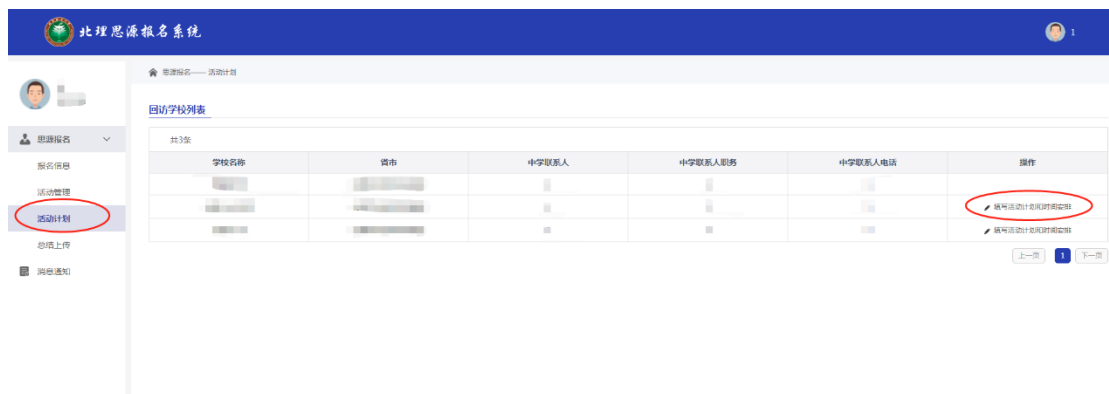 北理思源报名系统
1
思源报名—— 活动计划
回访学校列表
思源报名
共3条
学校名称 省市 中学联系人 中学联系人职务 中学联系人电话 操作
报名信息
活动管理
活动计划
填写活动计划和时间安排
填写活动计划和时间安排
总结上传
上一页 1 下一页
消息通知